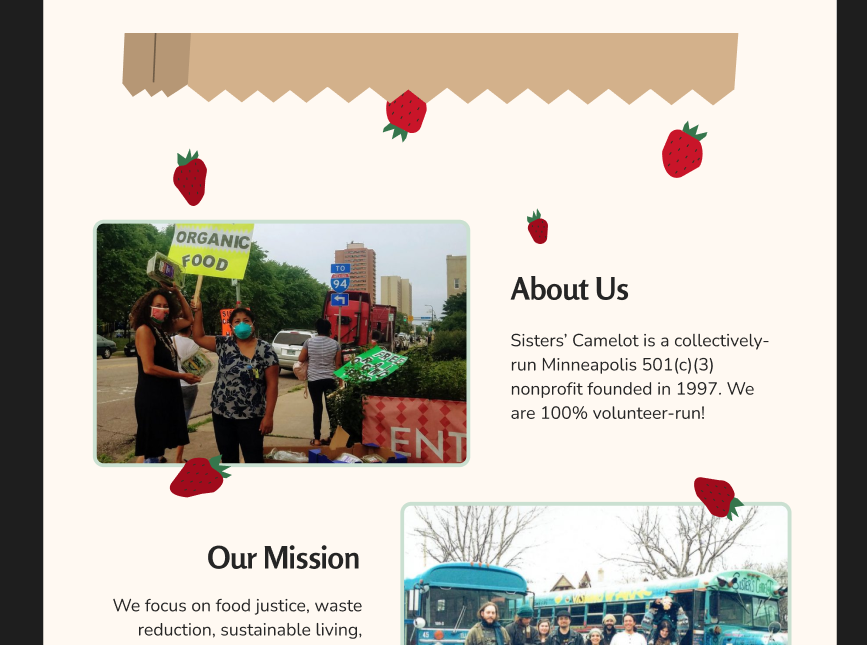 ORGANIC
FOOD
TO
94
About Us
Sisters’ Camelot is a collectively-
run Minneapolis 501(c)(3)
nonprofit founded in 1997. We
are 100% volunteer-run!
FREE
ENT
Our Mission
We focus on food justice, waste
reduction, sustainable living,